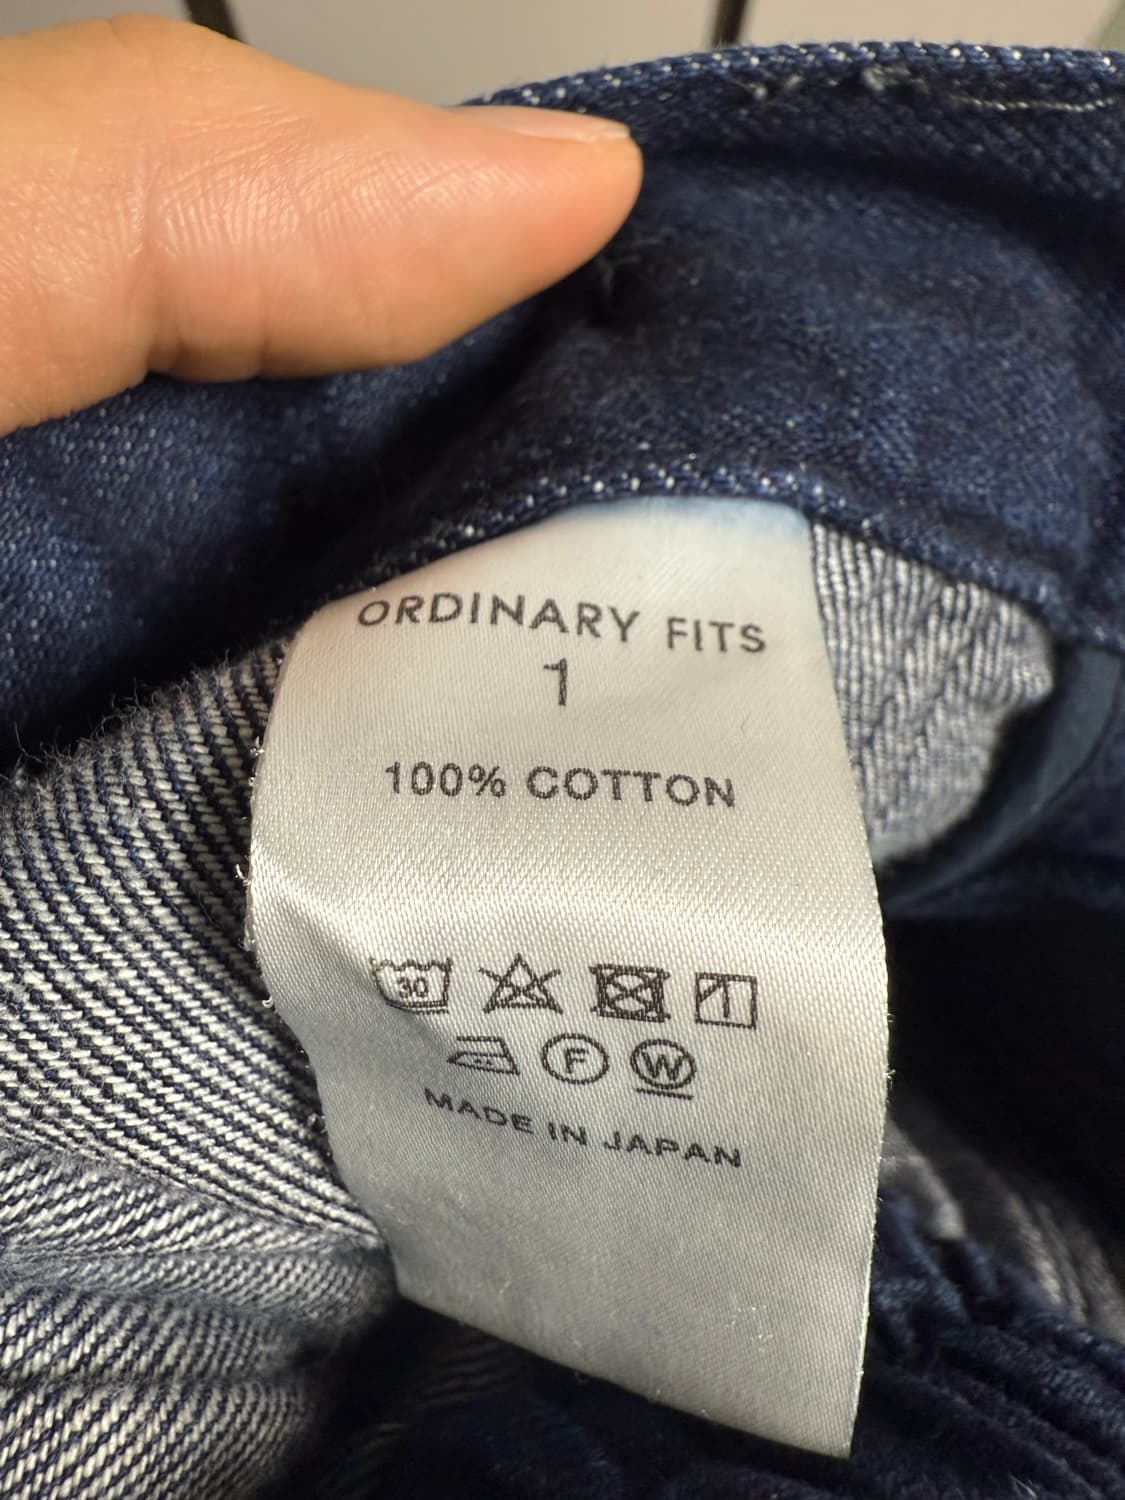 ORDINARY FITS
1
100% COTTON
30
F W
MADE IN JAPAN